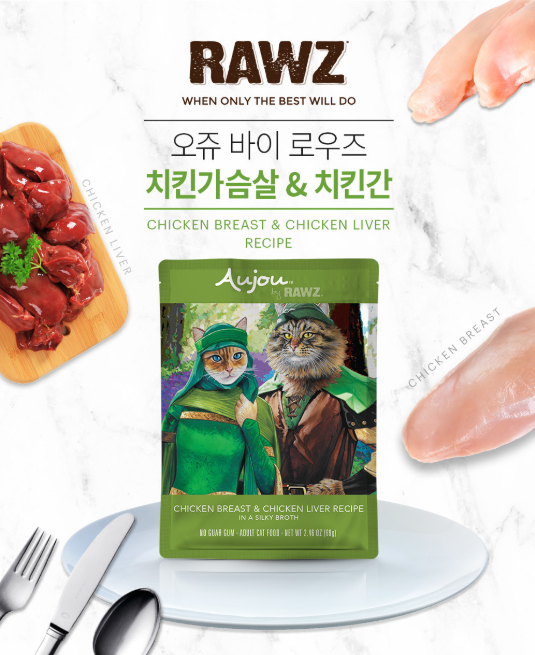 RAWZ
WHEN ONLY THE BEST WILL DO
오쥬 바이 로우즈
치킨가슴살 & 치킨간
CHICKEN BREAST & CHICKEN LIVER
RECIPE
CHICKEN LIVER
CHICKEN BREAST
Aujou™
by RAWZ
CHICKEN BREAST & CHICKEN LIVER RECIPE
IN A SILKY BROTH
NO GUAR GUM · ADULT CAT FOOD · NET WT 2.46 OZ (69g)